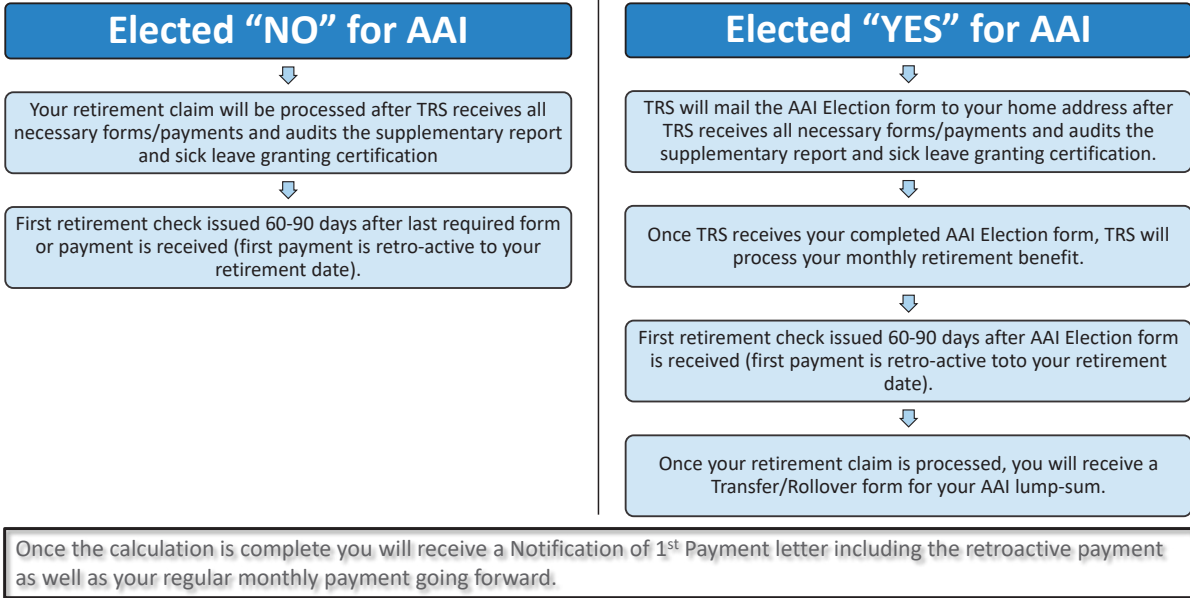 Elected “NO” for AAI
Your retirement claim will be processed after TRS receives all
necessary forms/payments and audits the supplementary report
and sick leave granting certification
First retirement check issued 60-90 days after last required form
or payment is received (first payment is retro-active to your
retirement date).
Elected “YES” for AAI
TRS will mail the AAI Election form to your home address after
TRS receives all necessary forms/payments and audits the
supplementary report and sick leave granting certification.
Once TRS receives your completed AAI Election form, TRS will
process your monthly retirement benefit.
First retirement check issued 60-90 days after AAI Election form
is received (first payment is retro-active toto your retirement
date).
Once your retirement claim is processed, you will receive a
Transfer/Rollover form for your AAI lump-sum.
Once the calculation is complete you will receive a Notification of 1st Payment letter including the retroactive payment
as well as your regular monthly payment going forward.